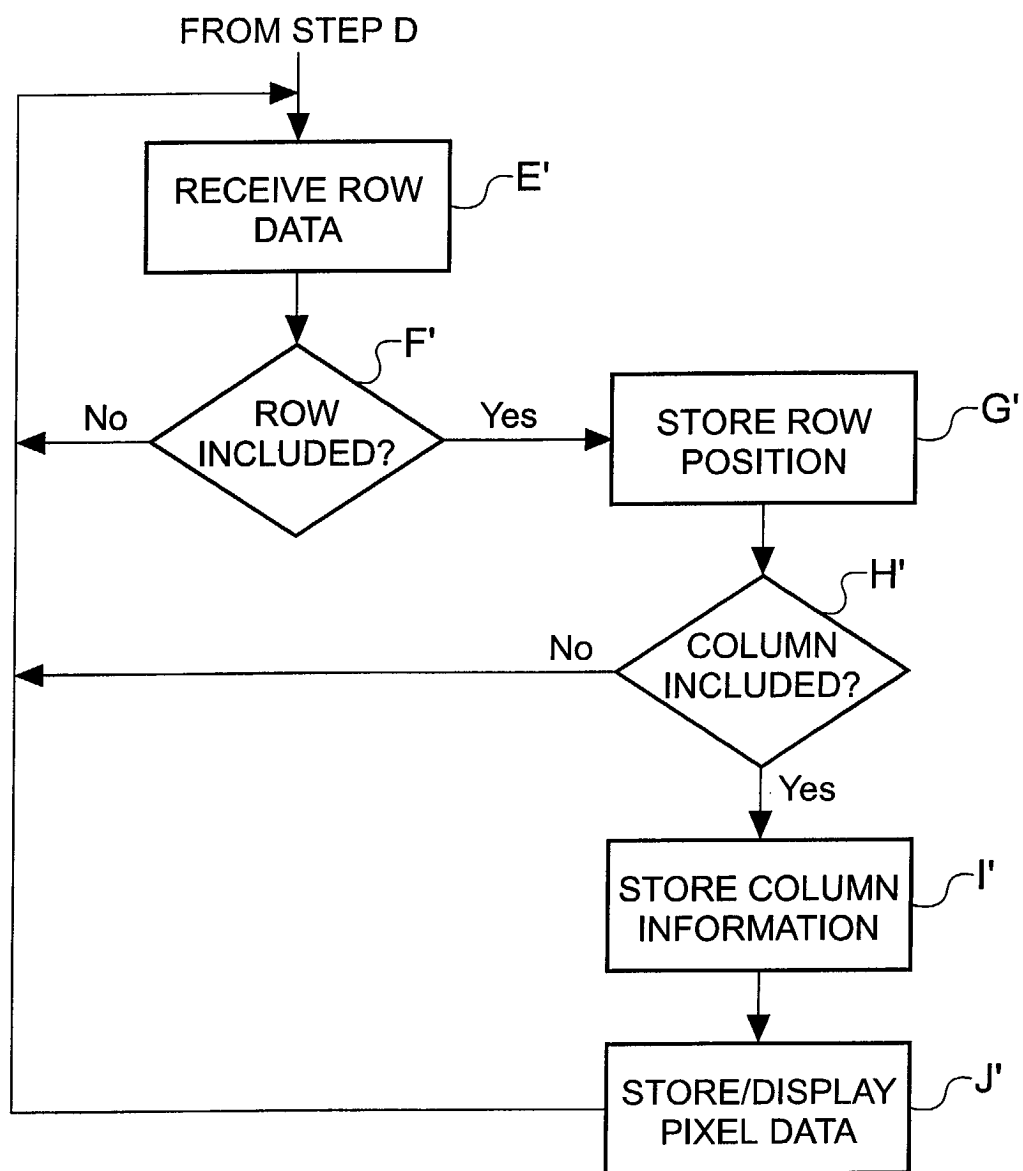 FROM STEP D
RECEIVE ROW
DATA
E'
F'
ROW
INCLUDED?
No
Yes
STORE ROW
POSITION
G'
H'
COLUMN
INCLUDED?
No
Yes
STORE COLUMN
INFORMATION
I'
STORE/DISPLAY
PIXEL DATA
J'